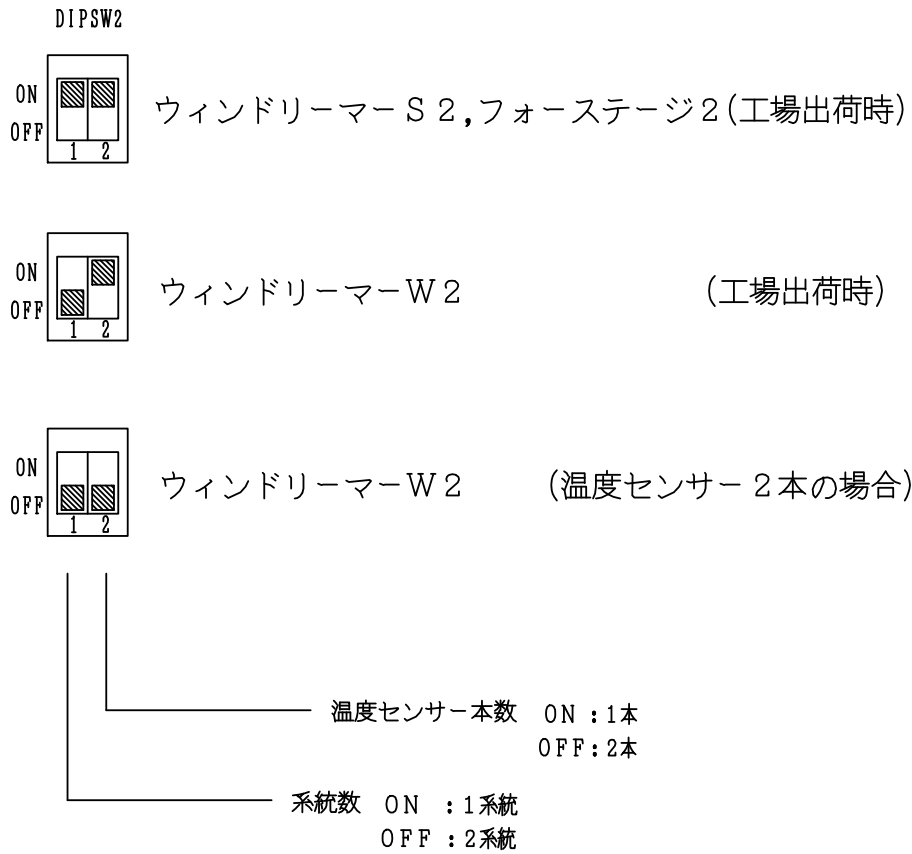 DIPSW2
ON
OFF
1 2
ウィンドリーマーS2,フォーステージ2(工場出荷時)
ON
OFF
1 2
ウィンドリーマーW2 (工場出荷時)
ON
OFF
1 2
ウィンドリーマーW2 (温度センサー2本の場合)
温度センサー本数 ON :1本
OFF:2本
系統数 ON :1系統
OFF :2系統